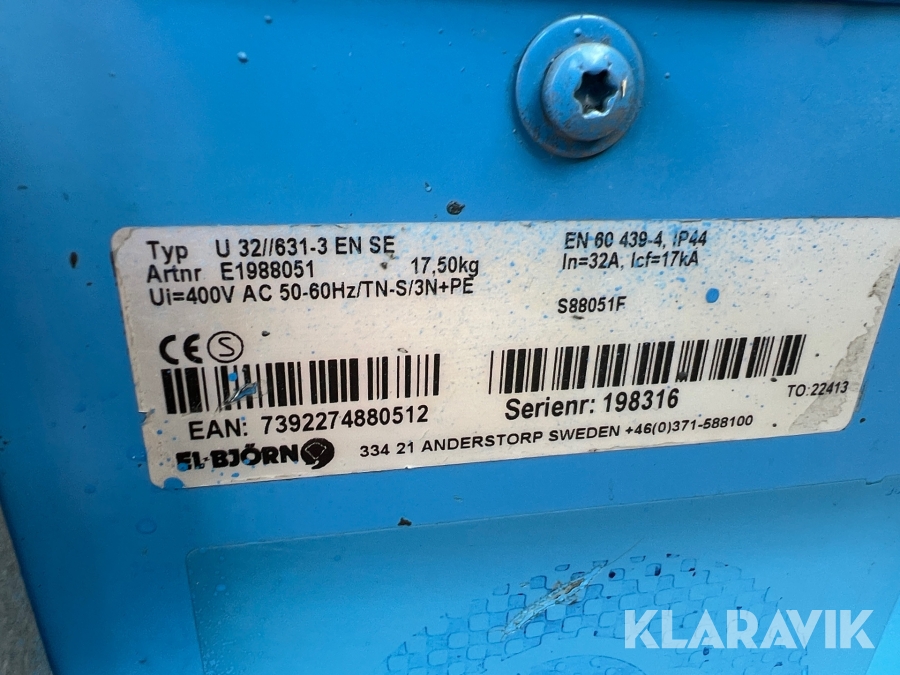 Typ U 32//631-3 EN SE
Artnr E1988051 17,50kg
Ui=400V AC 50-60Hz/TN-S/3N+PE
EN 60 439-4, IP44
In=32A, Icf=17kA
S88051F
CE S
EAN: 7392274880512
Serienr: 198316
TO:22413
EL-BJÖRN
334 21 ANDERSTORP SWEDEN +46(0)371-588100
KLARAVIK